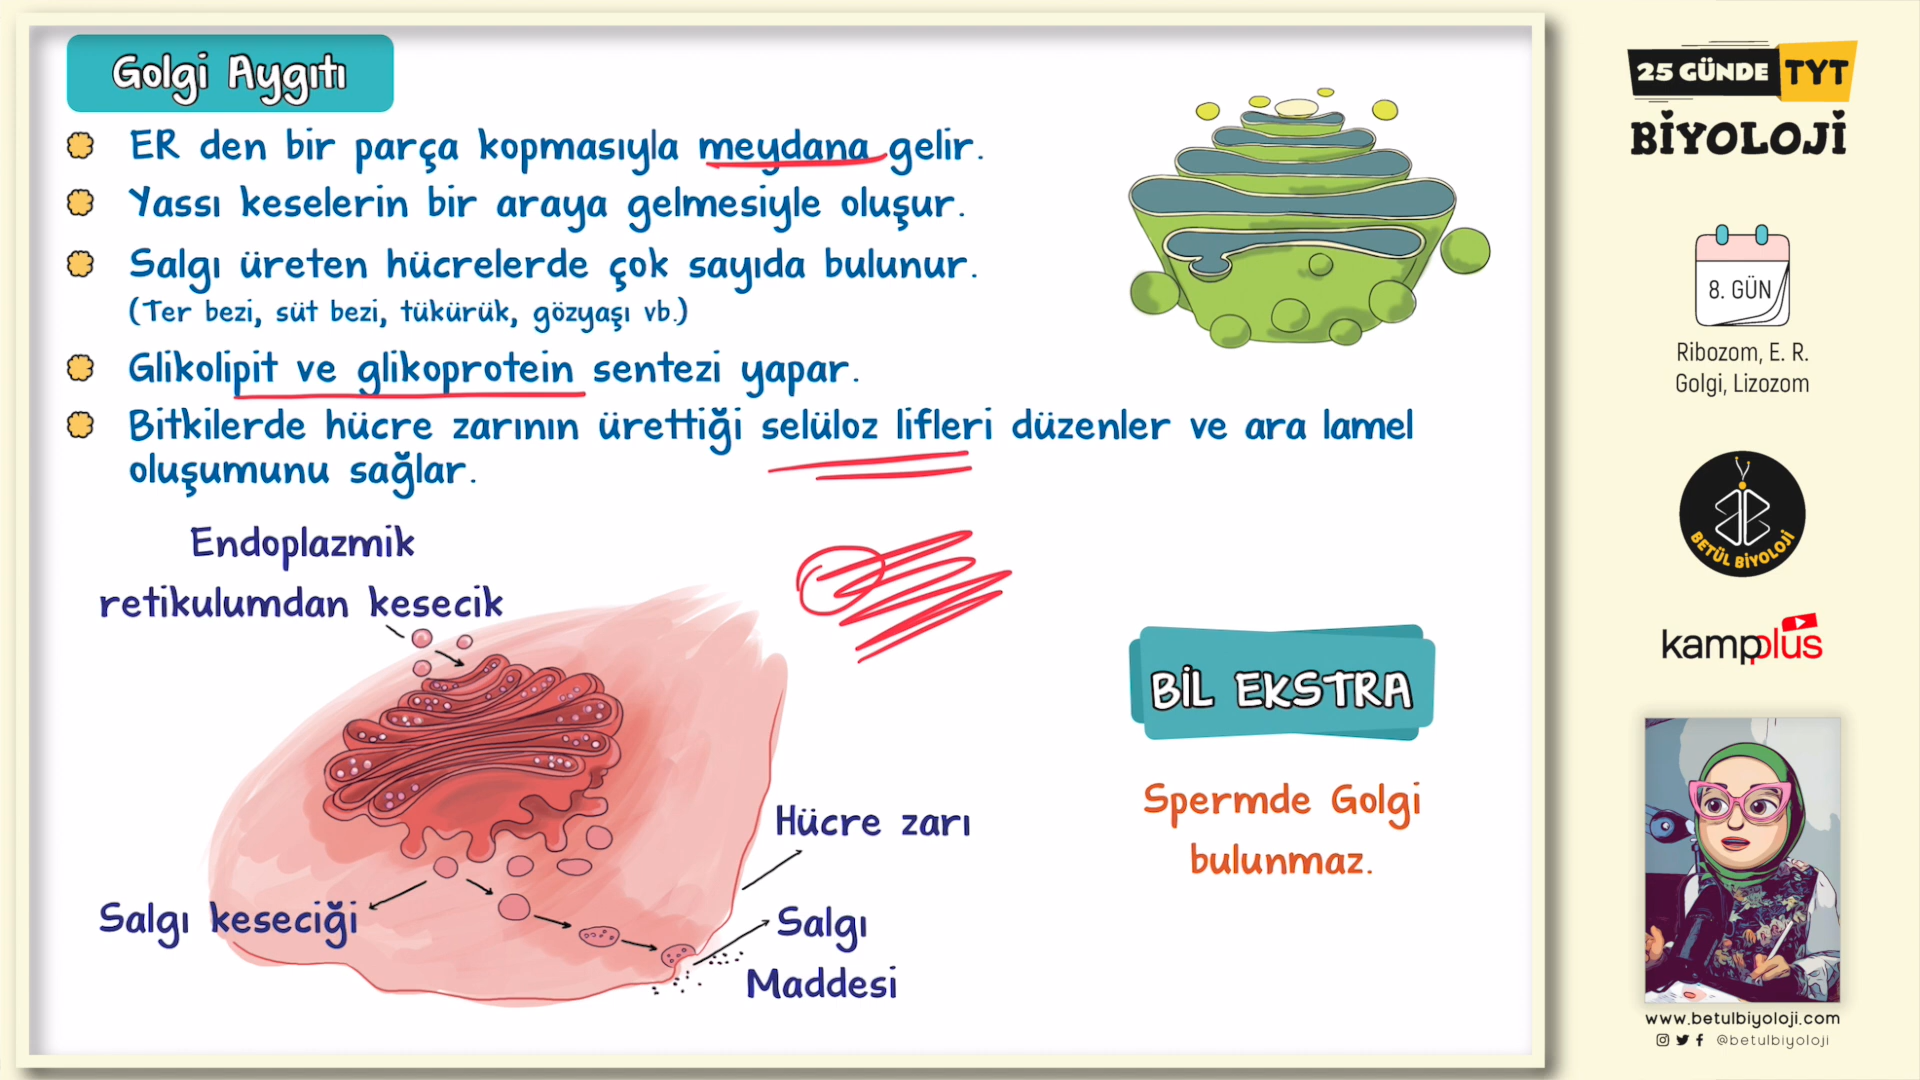 Golgi Aygıtı
ER den bir parça kopmasıyla meydana gelir.
Yassı keselerin bir araya gelmesiyle oluşur.
Salgı üreten hücrelerde çok sayıda bulunur.
(Ter bezi, süt bezi, tükürük, gözyaşı vb.)
Glikolipit ve glikoprotein sentezi yapar.
Bitkilerde hücre zarının ürettiği selüloz lifleri düzenler ve ara lamel
oluşumunu sağlar.
Endoplazmik
retikulumdan kesecik
Hücre zarı
Salgı keseciği
Salgı
Maddesi
BİL EKSTRA
Spermde Golgi
bulunmaz.
25 GÜNDE TYT
BİYOLOJİ
8. GÜN
Ribozom, E. R.
Golgi, Lizozom
BETÜL BİYOLOJİ
kampplus
www.betulbiyoloji.com
@betulbiyoloji